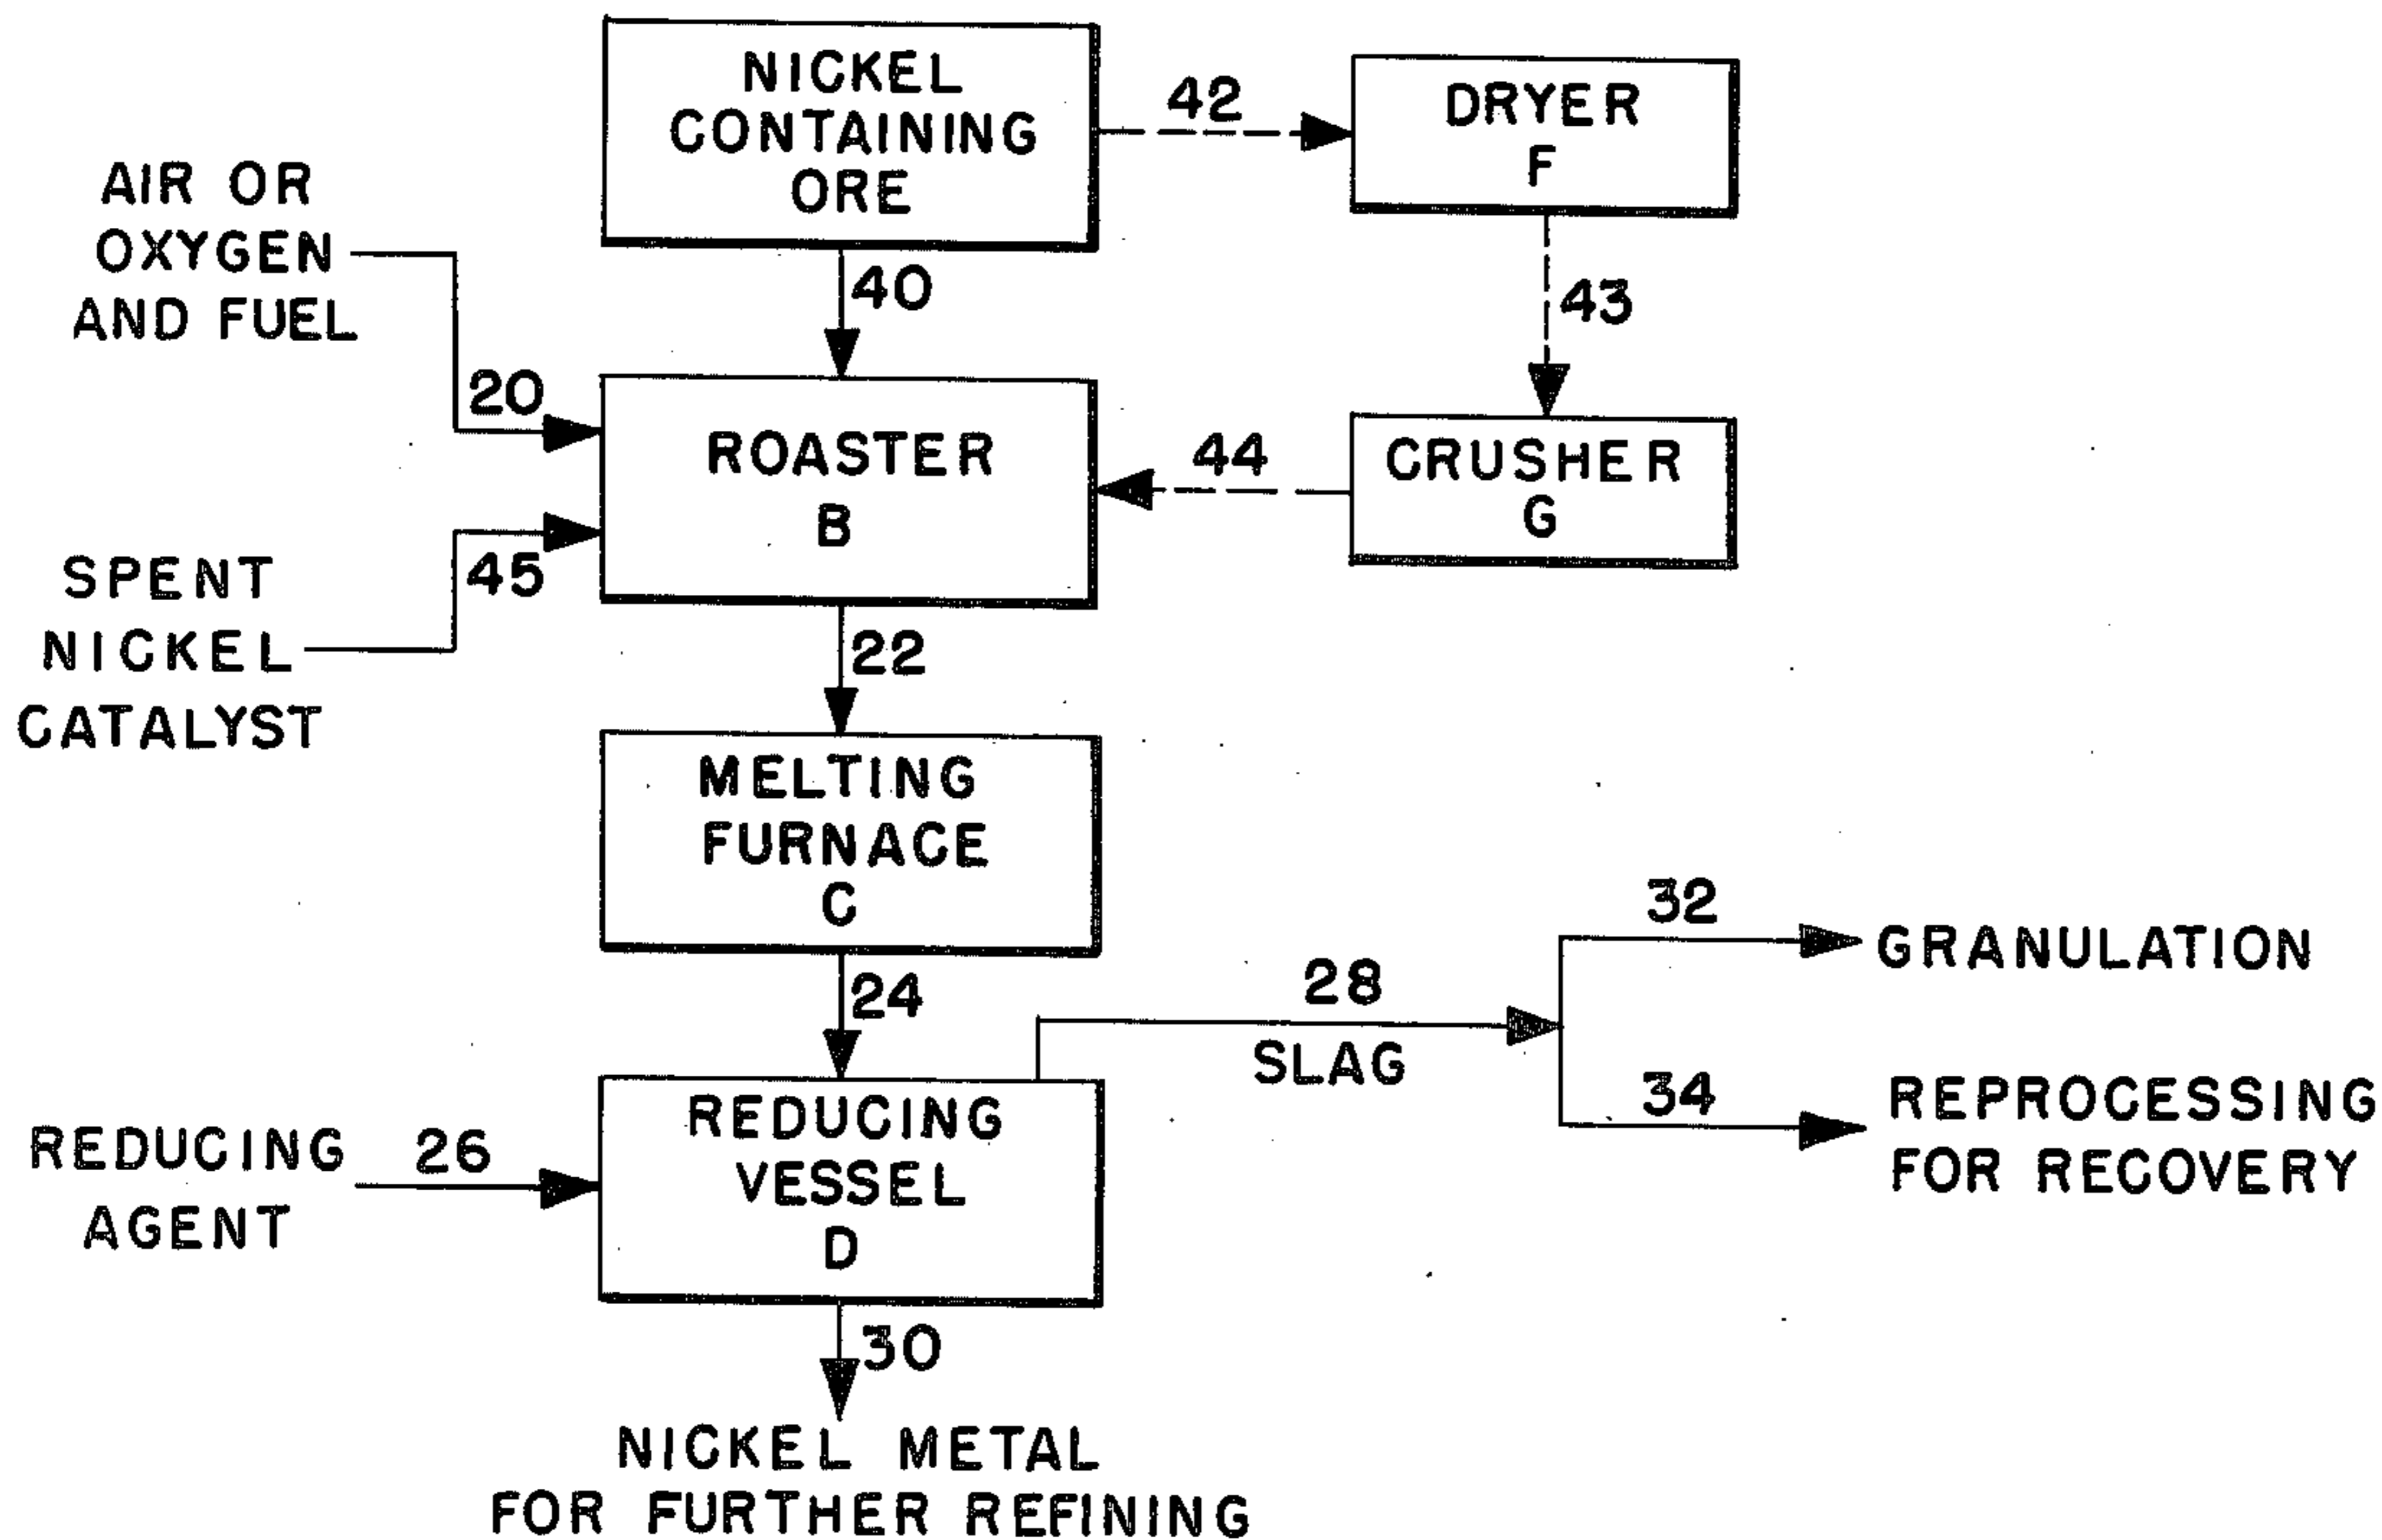 NICKEL
CONTAINING
ORE
42
DRYER
F
AIR OR
OXYGEN
AND FUEL
40
43
20
ROASTER
B
44
CRUSHER
G
45
SPENT
NICKEL
CATALYST
22
MELTING
FURNACE
C
24
28
SLAG
32
GRANULATION
34
REPROCESSING
FOR RECOVERY
REDUCING
AGENT
26
REDUCING
VESSEL
D
30
NICKEL METAL
FOR FURTHER REFINING